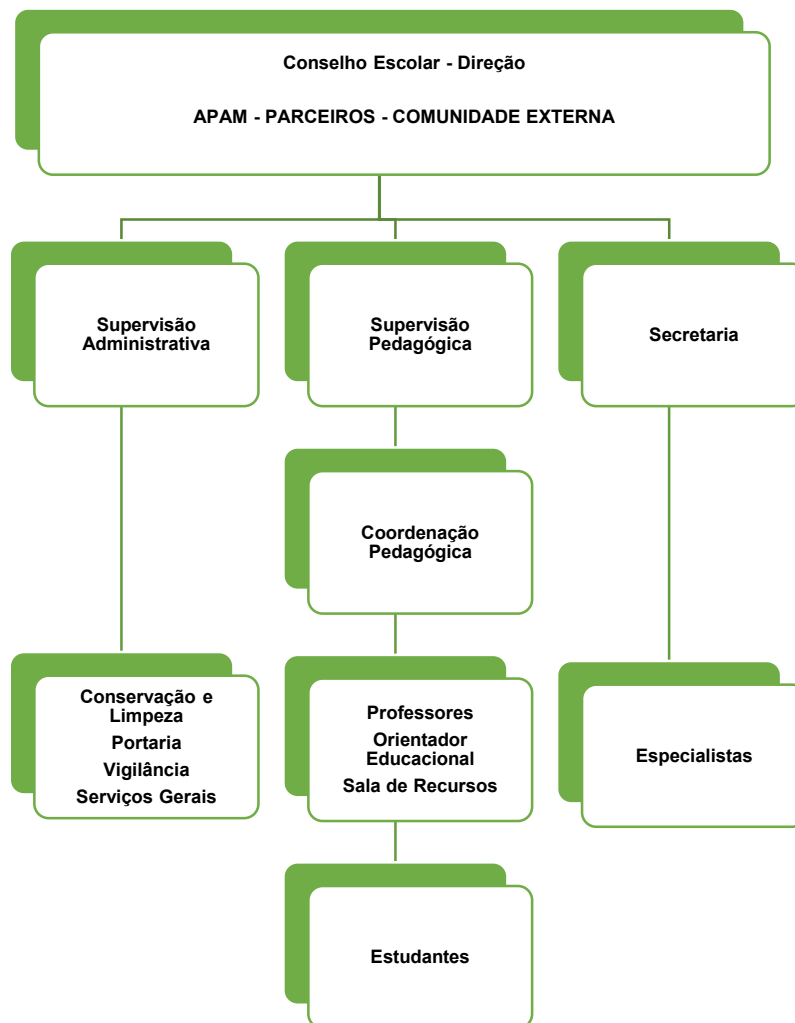 Conselho Escolar - Direção
APAM - PARCEIROS - COMUNIDADE EXTERNA
Supervisão
Administrativa
Supervisão
Pedagógica
Secretaria
Coordenação
Pedagógica
Conservação e
Limpeza
Portaria
Vigilância
Serviços Gerais
Professores
Orientador
Educacional
Sala de Recursos
Especialistas
Estudantes